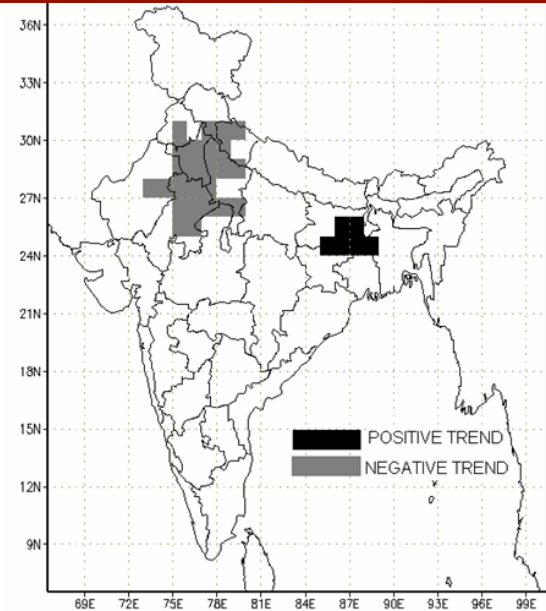 36N
33N
30N
27N
24N
21N
18N
15N
12N
9N
POSITIVE TREND
NEGATIVE TREND
69E 72E 75E 78E 81E 84E 87E 90E 93E 96E 99E